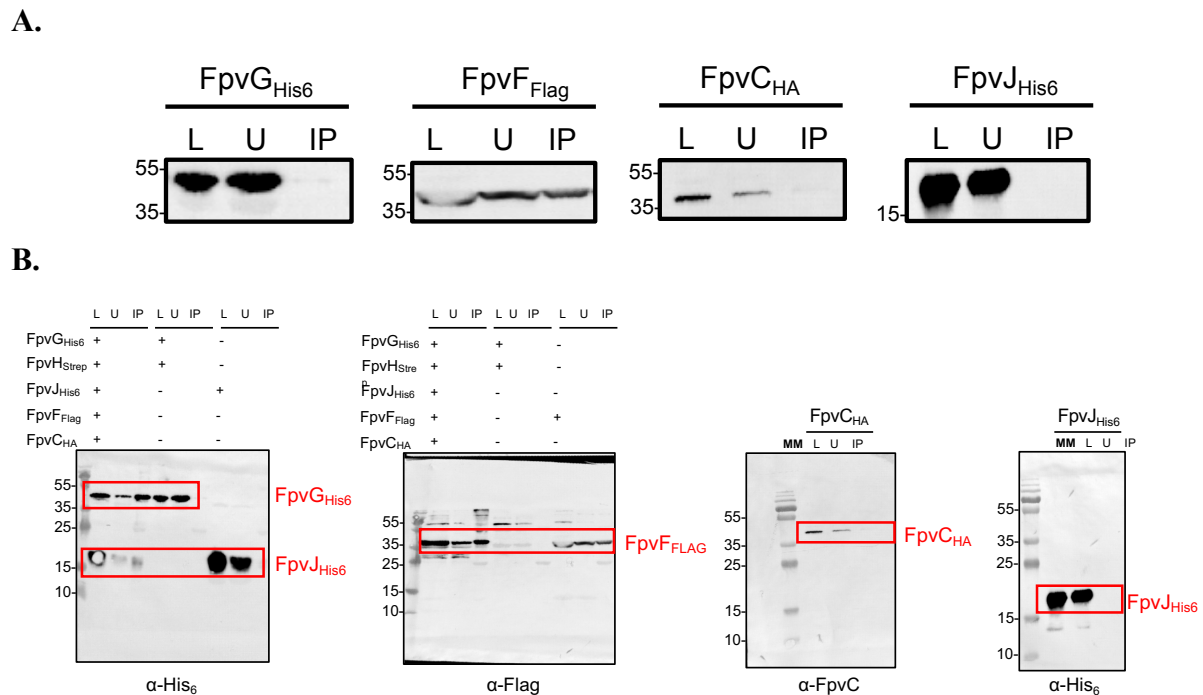 A.
FpvGHis6 FpvFFlag FpvCHA FpvJHis6
L U IP L U IP L U IP L U IP
55 55 55
35 35 35 15
B.
L U IP L U IP
FpvGHis6 + + -
FpvHStrep + + -
FpvJHis6 + - +
FpvFFlag + - -
FpvCHA + - -
55
35
25
15
10
FpvGHis6
FpvJHis6
α-His6
L U IP L U IP
FpvGHis6 + + -
FpvHStre + + -
p
FpvJHis6 + - -
FpvFFlag + - +
FpvCHA + - -
55
35
25
15
10
FpvFFLAG
α-Flag
FpvCHA
MM L U IP
55
35
25
15
10
FpvCHA
α-FpvC
FpvJHis6
MM L U IP
55
35
25
15
10
FpvJHis6
α-His6